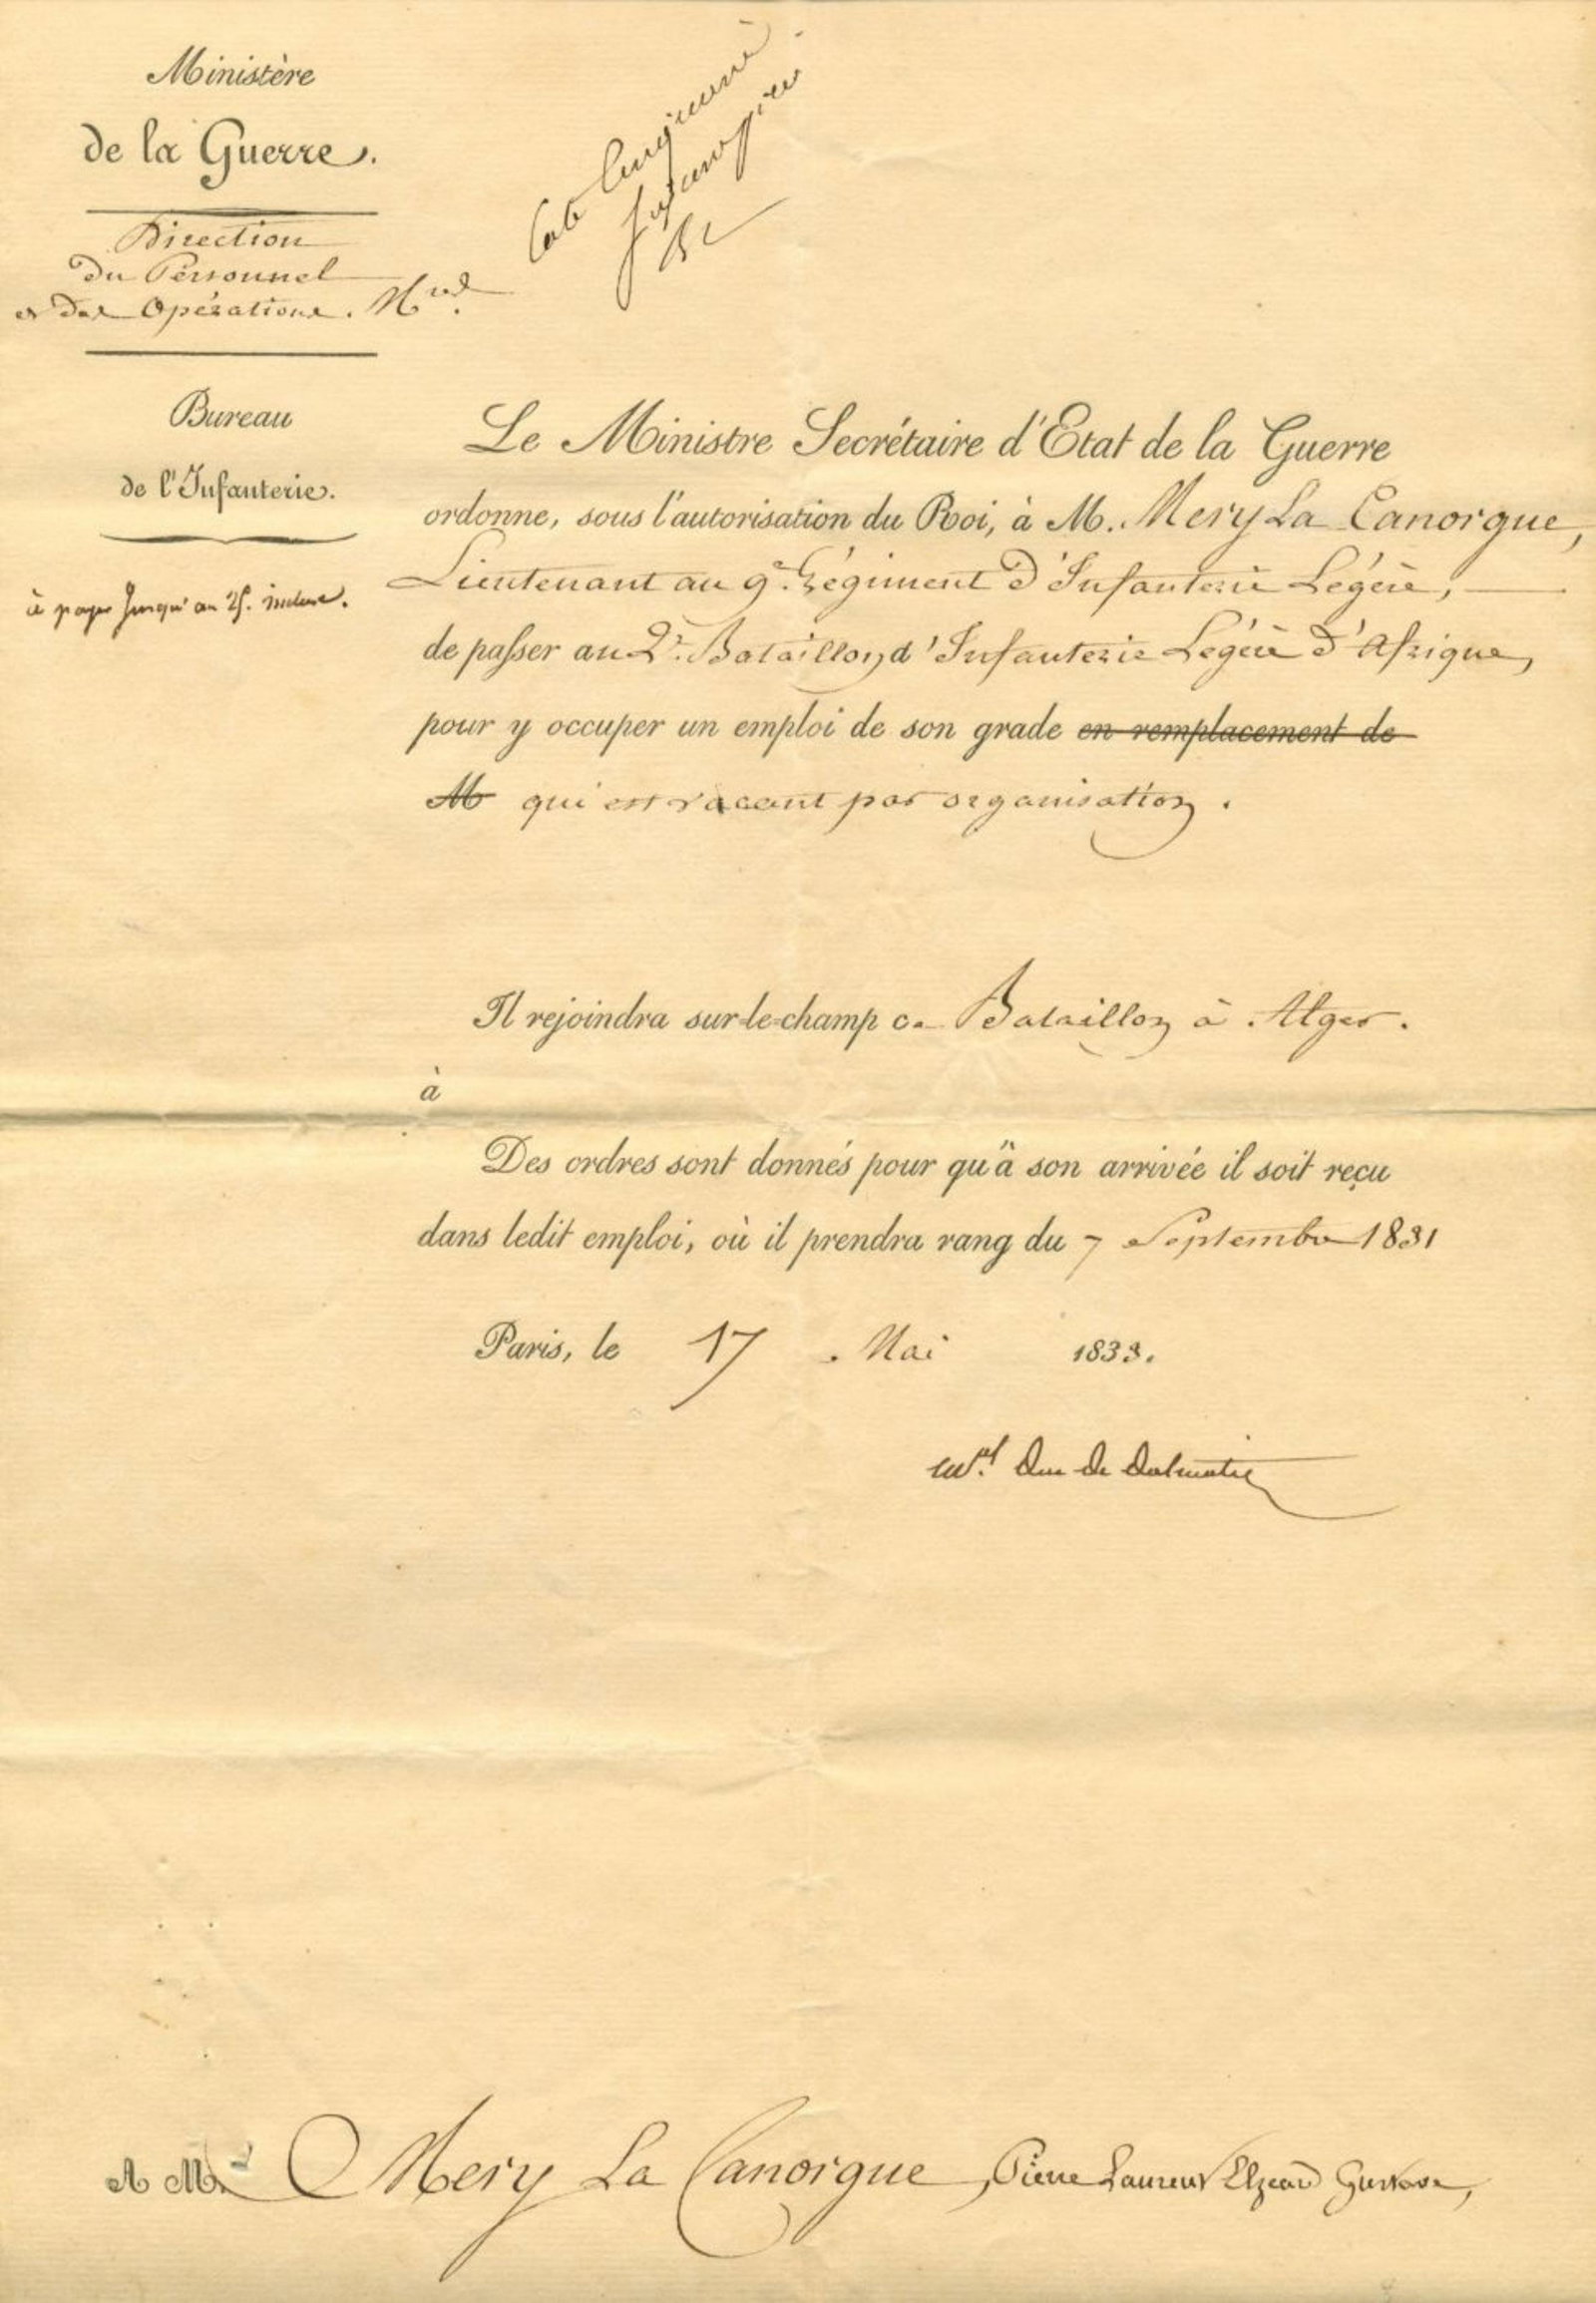 Ministère
de la Guerre.
Direction
du Personnel
et des Opérations. M
Bureau
de l'Infanterie.
à payer jusqu'au 25. inclus.
Le Ministre Secrétaire d'Etat de la Guerre
ordonne, sous l'autorisation du Roi, à M. Mery La Canorgue,
Lieutenant au 9e. Régiment d'Infanterie Légère,
de passer au 2e. Bataillon d'Infanterie Légère d'Afrique,
pour y occuper un emploi de son grade en remplacement de
M qui est vacant par organisation.
Il rejoindra sur-le-champ ce Bataillon à Alger.
à
Des ordres sont donnés pour qu'à son arrivée il soit reçu
dans ledit emploi, où il prendra rang du 7 Septembre 1831
Paris, le 17 Mai 1833.
Mal Duc de Dalmatie
A M. Mery La Canorgue, Pierre Laurent Elzéard Gustave,